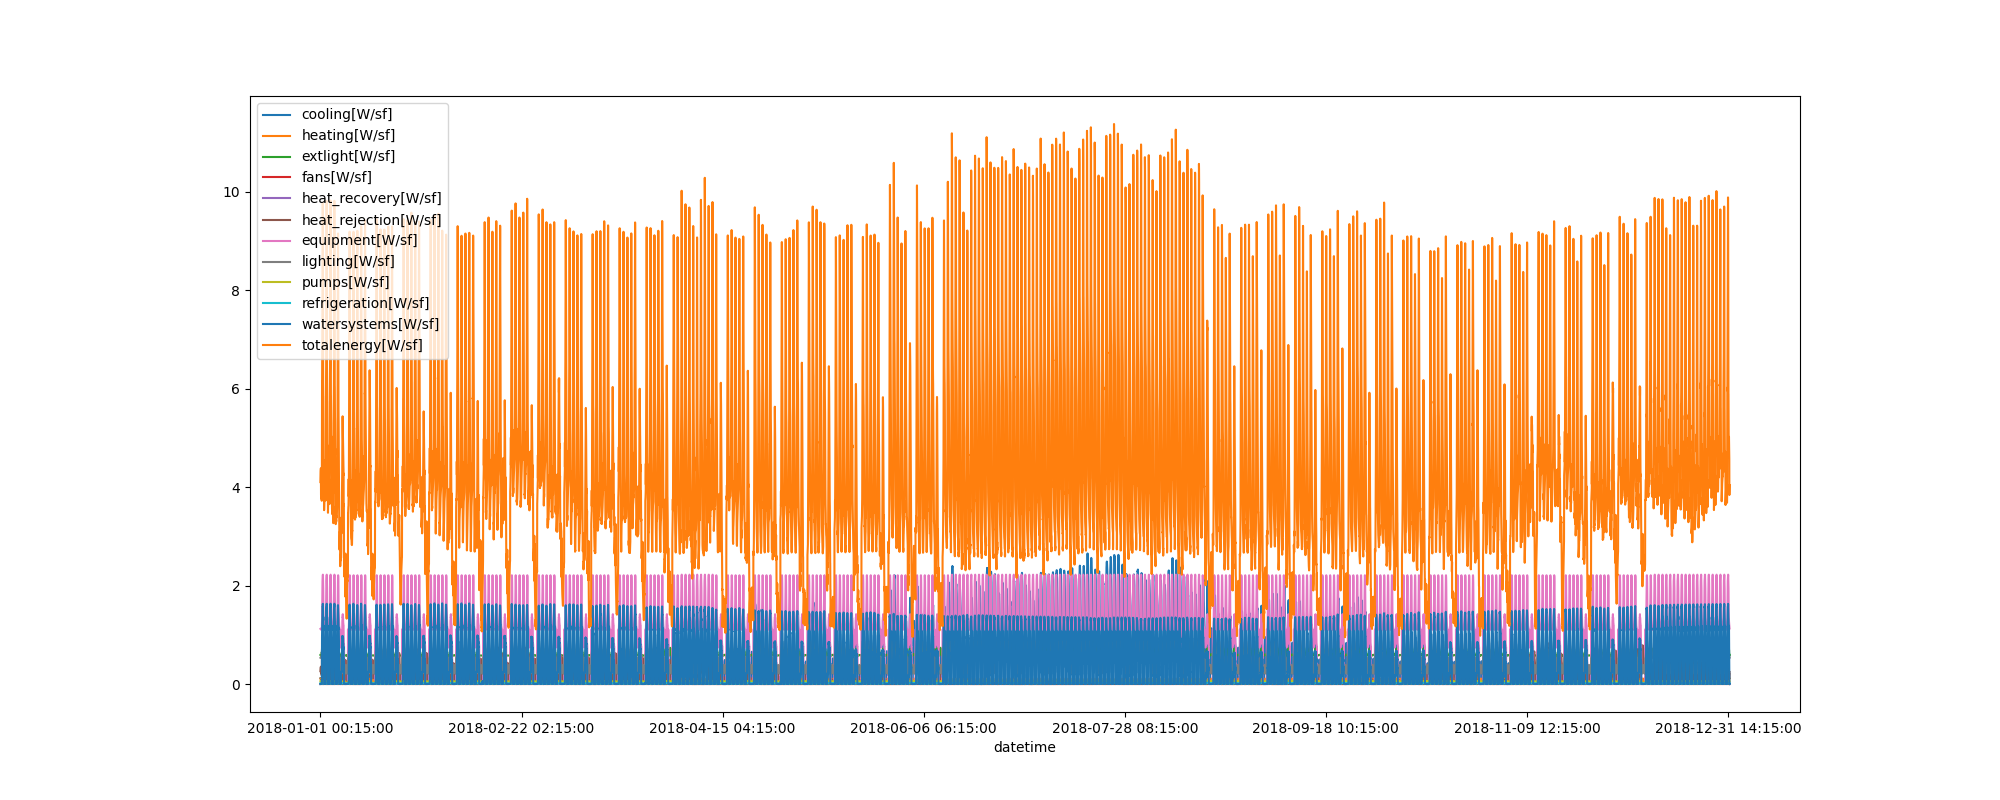 cooling[W/sf]
heating[W/sf]
extlight[W/sf]
fans[W/sf]
heat_recovery[W/sf]
heat_rejection[W/sf]
equipment[W/sf]
lighting[W/sf]
pumps[W/sf]
refrigeration[W/sf]
watersystems[W/sf]
totalenergy[W/sf]
10
8
6
4
2
0
2018-01-01 00:15:00 2018-02-22 02:15:00 2018-04-15 04:15:00 2018-06-06 06:15:00 2018-07-28 08:15:00 2018-09-18 10:15:00 2018-11-09 12:15:00 2018-12-31 14:15:00
datetime